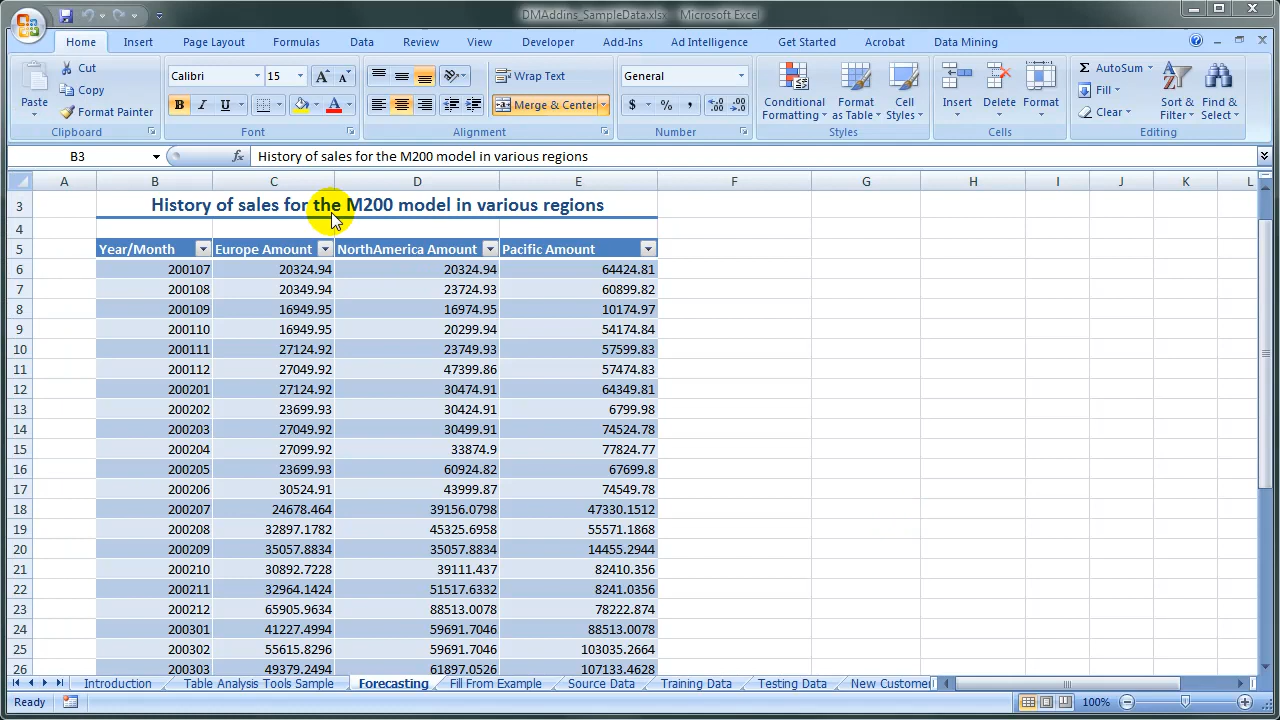 DMAddins_SampleData.xlsx - Microsoft Excel
Home Insert Page Layout Formulas Data Review View Developer Add-Ins Ad Intelligence Get Started Acrobat Data Mining
Paste
Cut
Copy
Format Painter
Clipboard
Calibri 15
B I U
Font
Wrap Text
Merge & Center
Alignment
General
$ % ,
Number
Conditional Formatting
Format as Table
Cell Styles
Styles
Insert Delete Format
Cells
Σ AutoSum
Fill
Clear
Sort & Filter
Find & Select
Editing
B3 fx History of sales for the M200 model in various regions
A B C D E F G H I J K L
3 History of sales for the M200 model in various regions
4
5 Year/Month Europe Amount NorthAmerica Amount Pacific Amount
6 200107 20324.94 20324.94 64424.81
7 200108 20349.94 23724.93 60899.82
8 200109 16949.95 16974.95 10174.97
9 200110 16949.95 20299.94 54174.84
10 200111 27124.92 23749.93 57599.83
11 200112 27049.92 47399.86 57474.83
12 200201 27124.92 30474.91 64349.81
13 200202 23699.93 30424.91 6799.98
14 200203 27049.92 30499.91 74524.78
15 200204 27099.92 33874.9 77824.77
16 200205 23699.93 60924.82 67699.8
17 200206 30524.91 43999.87 74549.78
18 200207 24678.464 39156.0798 47330.1512
19 200208 32897.1782 45325.6958 55571.1868
20 200209 35057.8834 35057.8834 14455.2944
21 200210 30892.7228 39111.437 82410.356
22 200211 32964.1424 51517.6332 8241.0356
23 200212 65905.9634 88513.0078 78222.874
24 200301 41227.4994 59691.7046 88513.0078
25 200302 55615.8296 59691.7046 103035.2664
26 200303 49379.2494 61897.0526 107133.4628
Introduction Table Analysis Tools Sample Forecasting Fill From Example Source Data Training Data Testing Data New Customer
Ready 100%